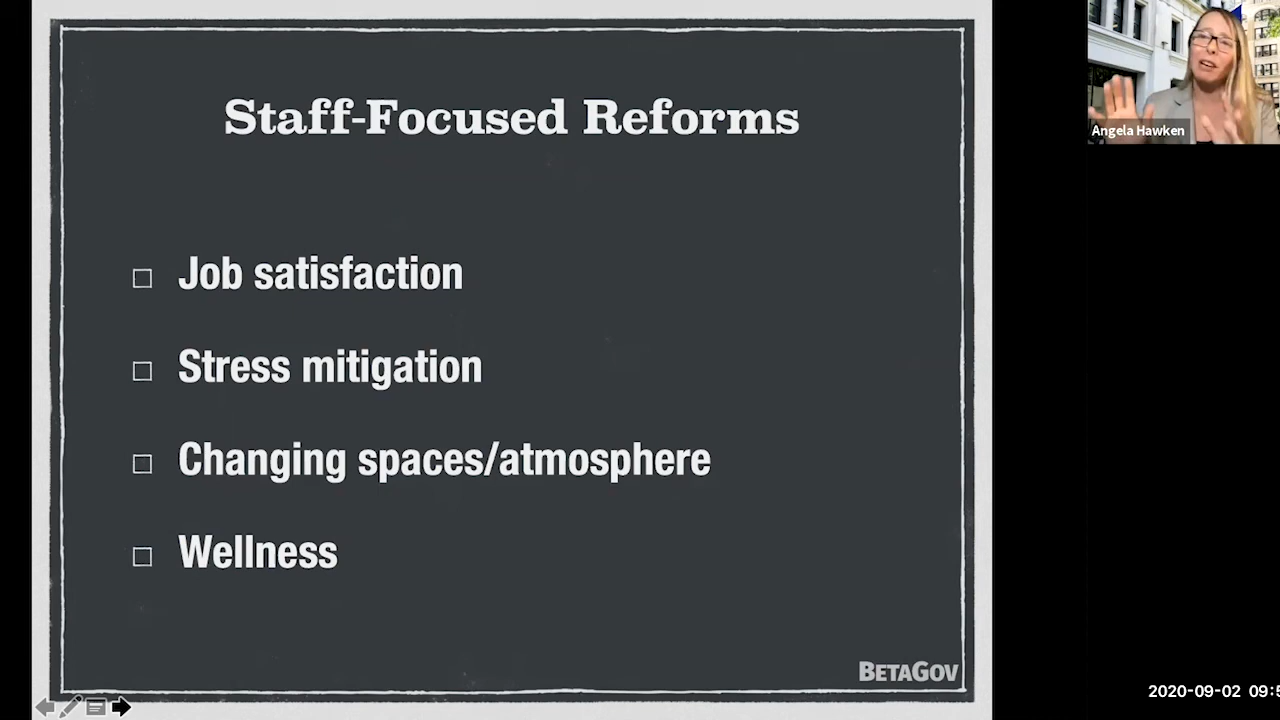 Staff-Focused Reforms
Job satisfaction
Stress mitigation
Changing spaces/atmosphere
Wellness
BETAGOV
Angela Hawken
2020-09-02 09:5